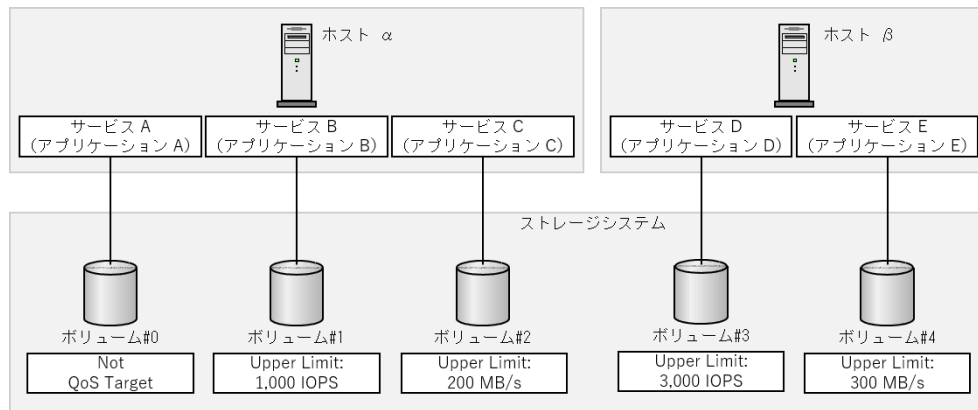 ホスト α
ホスト β
サービス A
(アプリケーション A)
サービス B
(アプリケーション B)
サービス C
(アプリケーション C)
サービス D
(アプリケーション D)
サービス E
(アプリケーション E)
ストレージシステム
ボリューム#0
ボリューム#1
ボリューム#2
ボリューム#3
ボリューム#4
Not
QoS Target
Upper Limit:
1,000 IOPS
Upper Limit:
200 MB/s
Upper Limit:
3,000 IOPS
Upper Limit:
300 MB/s